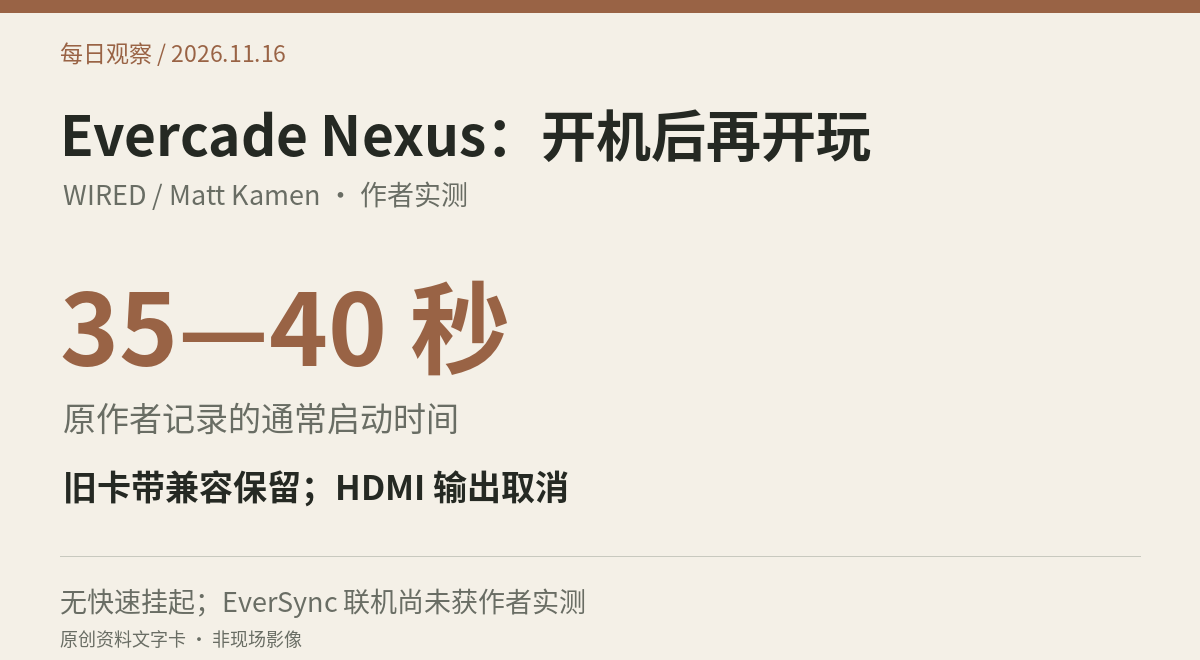 每日观察 / 2026.11.16
Evercade Nexus：开机后再开玩
WIRED / Matt Kamen · 作者实测
35—40 秒
原作者记录的通常启动时间
旧卡带兼容保留；HDMI 输出取消
无快速挂起；EverSync 联机尚未获作者实测
原创资料文字卡 · 非现场影像